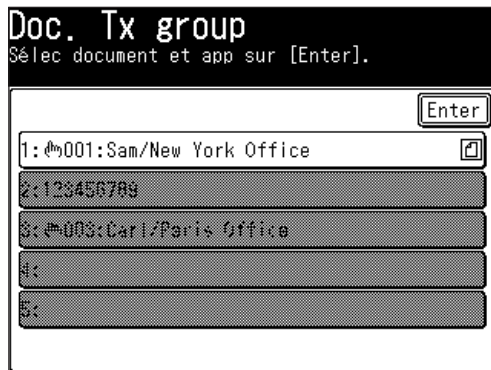 Doc. Tx group
Sélec document et app sur [Enter].
Enter
1:001:Sam/New York Office
2:123456789
3:003:Carl/Paris Office
4:
5: